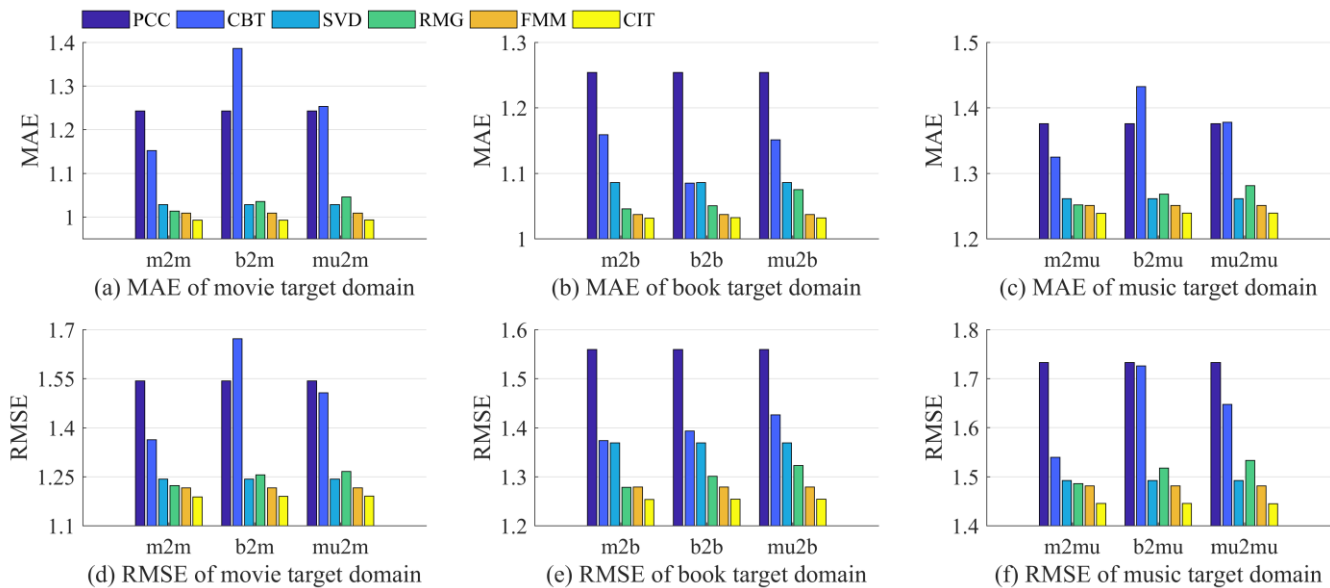 PCC CBT SVD RMG FMM CIT
1.4
1.3
1.2
1.1
1
MAE
m2m b2m mu2m
(a) MAE of movie target domain
1.3
1.2
1.1
1
MAE
m2b b2b mu2b
(b) MAE of book target domain
1.5
1.4
1.3
1.2
MAE
m2mu b2mu mu2mu
(c) MAE of music target domain
1.7
1.55
1.4
1.25
1.1
RMSE
m2m b2m mu2m
(d) RMSE of movie target domain
1.6
1.5
1.4
1.3
1.2
RMSE
m2b b2b mu2b
(e) RMSE of book target domain
1.8
1.7
1.6
1.5
1.4
RMSE
m2mu b2mu mu2mu
(f) RMSE of music target domain